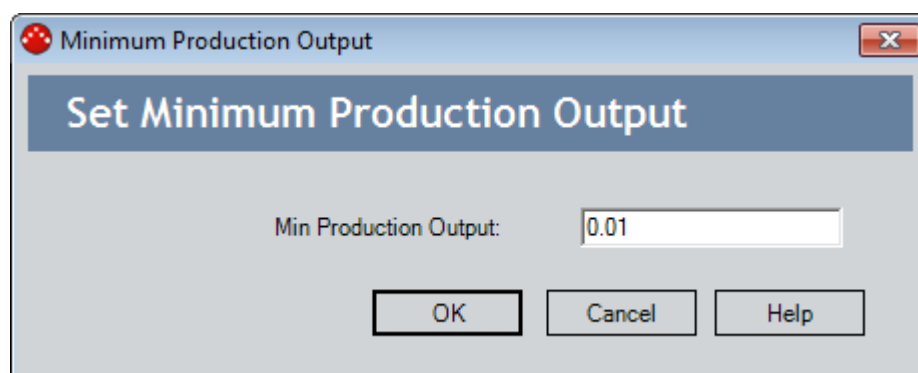 Minimum Production Output
Set Minimum Production Output
Min Production Output: 0.01
OK Cancel Help